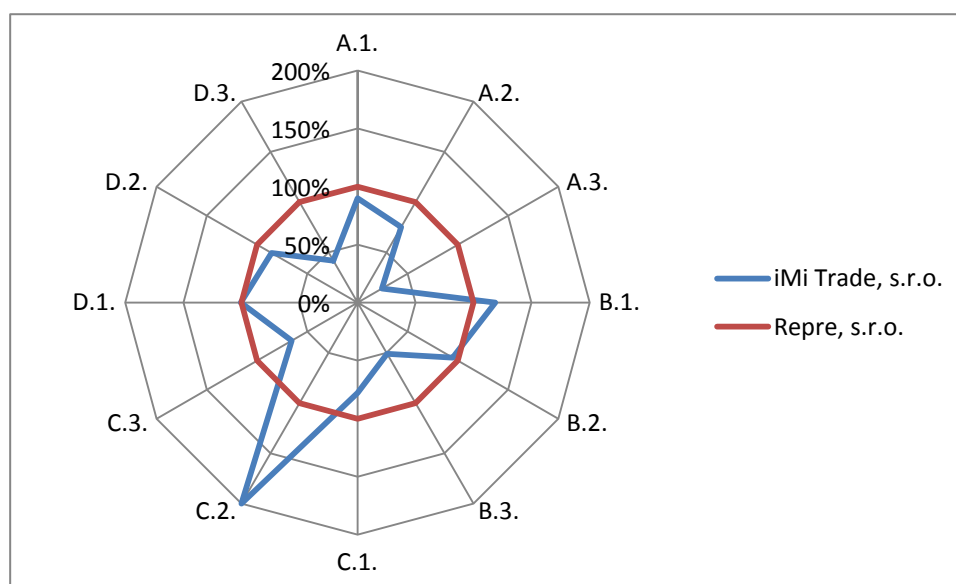 A.1.
200%
D.3.
A.2.
150%
D.2.
100%
A.3.
50%
D.1.
0%
B.1.
iMi Trade, s.r.o.
Repre, s.r.o.
C.3.
B.2.
C.2.
B.3.
C.1.